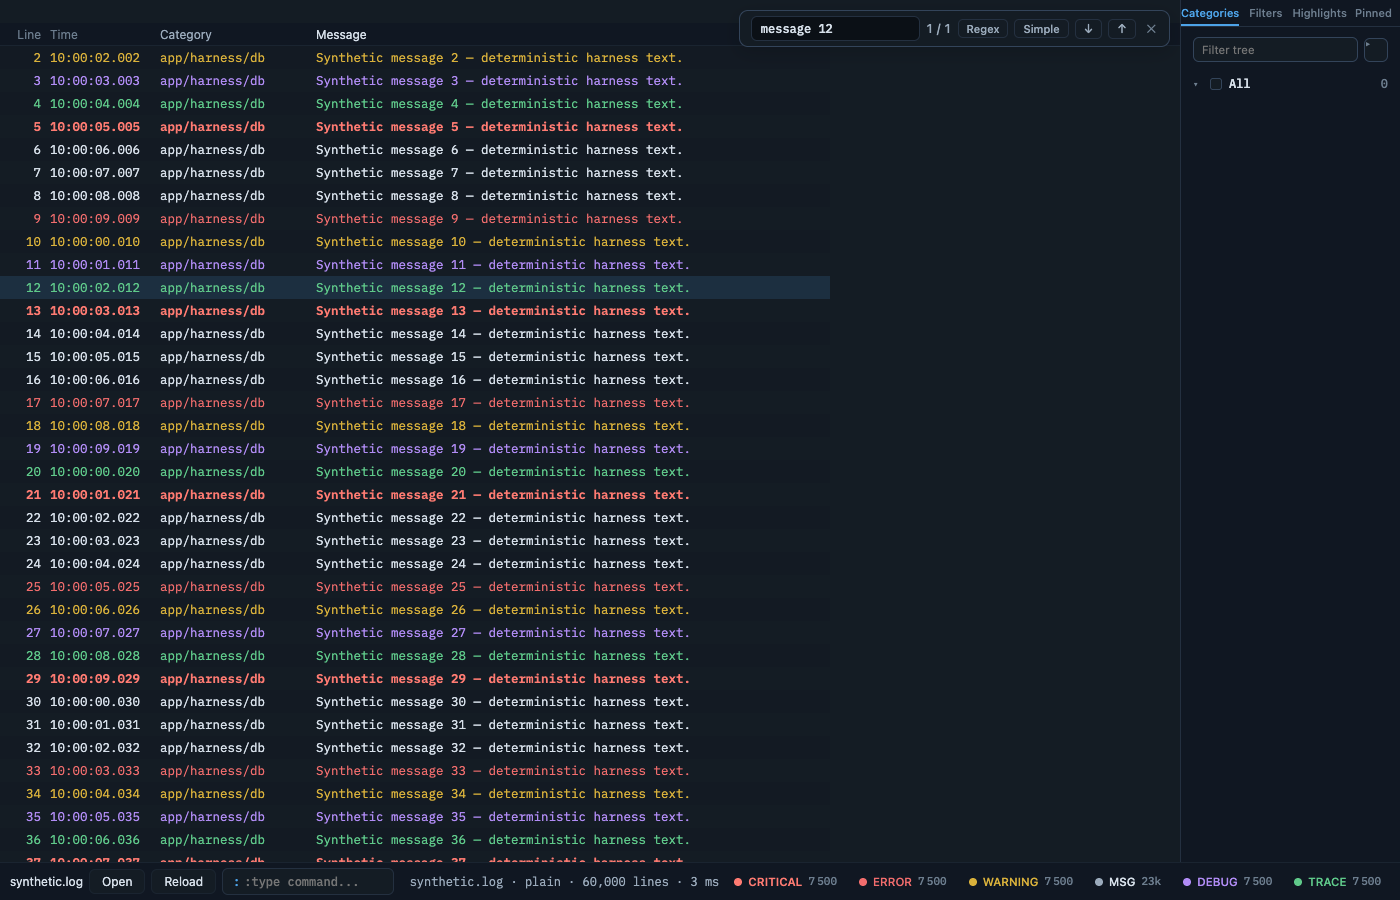 message 12 1 / 1 Regex Simple ↓ ↑ ×
Categories Filters Highlights Pinned
Line Time Category Message
Filter tree
All 0
2 10:00:02.002 app/harness/db Synthetic message 2 — deterministic harness text.
3 10:00:03.003 app/harness/db Synthetic message 3 — deterministic harness text.
4 10:00:04.004 app/harness/db Synthetic message 4 — deterministic harness text.
5 10:00:05.005 app/harness/db Synthetic message 5 — deterministic harness text.
6 10:00:06.006 app/harness/db Synthetic message 6 — deterministic harness text.
7 10:00:07.007 app/harness/db Synthetic message 7 — deterministic harness text.
8 10:00:08.008 app/harness/db Synthetic message 8 — deterministic harness text.
9 10:00:09.009 app/harness/db Synthetic message 9 — deterministic harness text.
10 10:00:00.010 app/harness/db Synthetic message 10 — deterministic harness text.
11 10:00:01.011 app/harness/db Synthetic message 11 — deterministic harness text.
12 10:00:02.012 app/harness/db Synthetic message 12 — deterministic harness text.
13 10:00:03.013 app/harness/db Synthetic message 13 — deterministic harness text.
14 10:00:04.014 app/harness/db Synthetic message 14 — deterministic harness text.
15 10:00:05.015 app/harness/db Synthetic message 15 — deterministic harness text.
16 10:00:06.016 app/harness/db Synthetic message 16 — deterministic harness text.
17 10:00:07.017 app/harness/db Synthetic message 17 — deterministic harness text.
18 10:00:08.018 app/harness/db Synthetic message 18 — deterministic harness text.
19 10:00:09.019 app/harness/db Synthetic message 19 — deterministic harness text.
20 10:00:00.020 app/harness/db Synthetic message 20 — deterministic harness text.
21 10:00:01.021 app/harness/db Synthetic message 21 — deterministic harness text.
22 10:00:02.022 app/harness/db Synthetic message 22 — deterministic harness text.
23 10:00:03.023 app/harness/db Synthetic message 23 — deterministic harness text.
24 10:00:04.024 app/harness/db Synthetic message 24 — deterministic harness text.
25 10:00:05.025 app/harness/db Synthetic message 25 — deterministic harness text.
26 10:00:06.026 app/harness/db Synthetic message 26 — deterministic harness text.
27 10:00:07.027 app/harness/db Synthetic message 27 — deterministic harness text.
28 10:00:08.028 app/harness/db Synthetic message 28 — deterministic harness text.
29 10:00:09.029 app/harness/db Synthetic message 29 — deterministic harness text.
30 10:00:00.030 app/harness/db Synthetic message 30 — deterministic harness text.
31 10:00:01.031 app/harness/db Synthetic message 31 — deterministic harness text.
32 10:00:02.032 app/harness/db Synthetic message 32 — deterministic harness text.
33 10:00:03.033 app/harness/db Synthetic message 33 — deterministic harness text.
34 10:00:04.034 app/harness/db Synthetic message 34 — deterministic harness text.
35 10:00:05.035 app/harness/db Synthetic message 35 — deterministic harness text.
36 10:00:06.036 app/harness/db Synthetic message 36 — deterministic harness text.
37 10:00:07.037 app/harness/db Synthetic message 37 — deterministic harness text.
synthetic.log Open Reload : :type command... synthetic.log · plain · 60,000 lines · 3 ms CRITICAL 7 500 ERROR 7 500 WARNING 7 500 MSG 23k DEBUG 7 500 TRACE 7 500